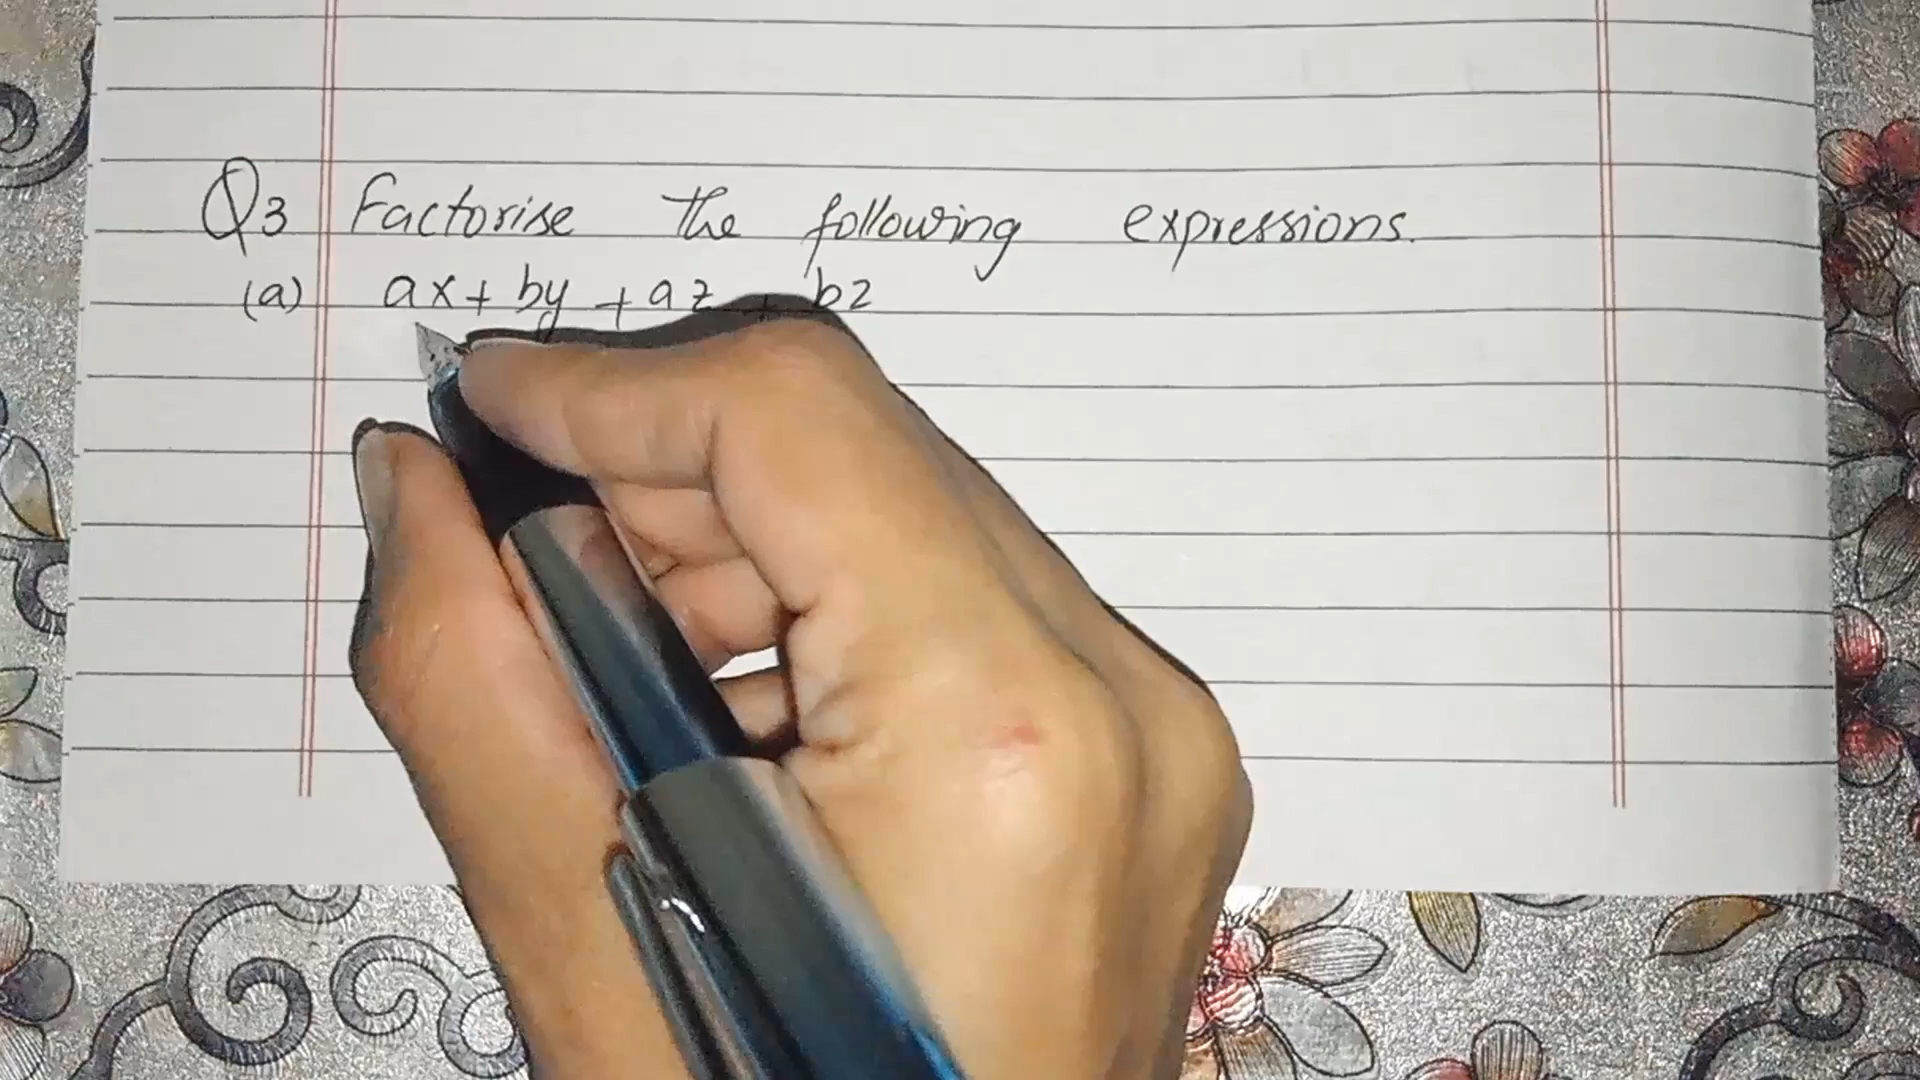 Q3 Factorise the following expressions.
(a) ax + by + az + bz